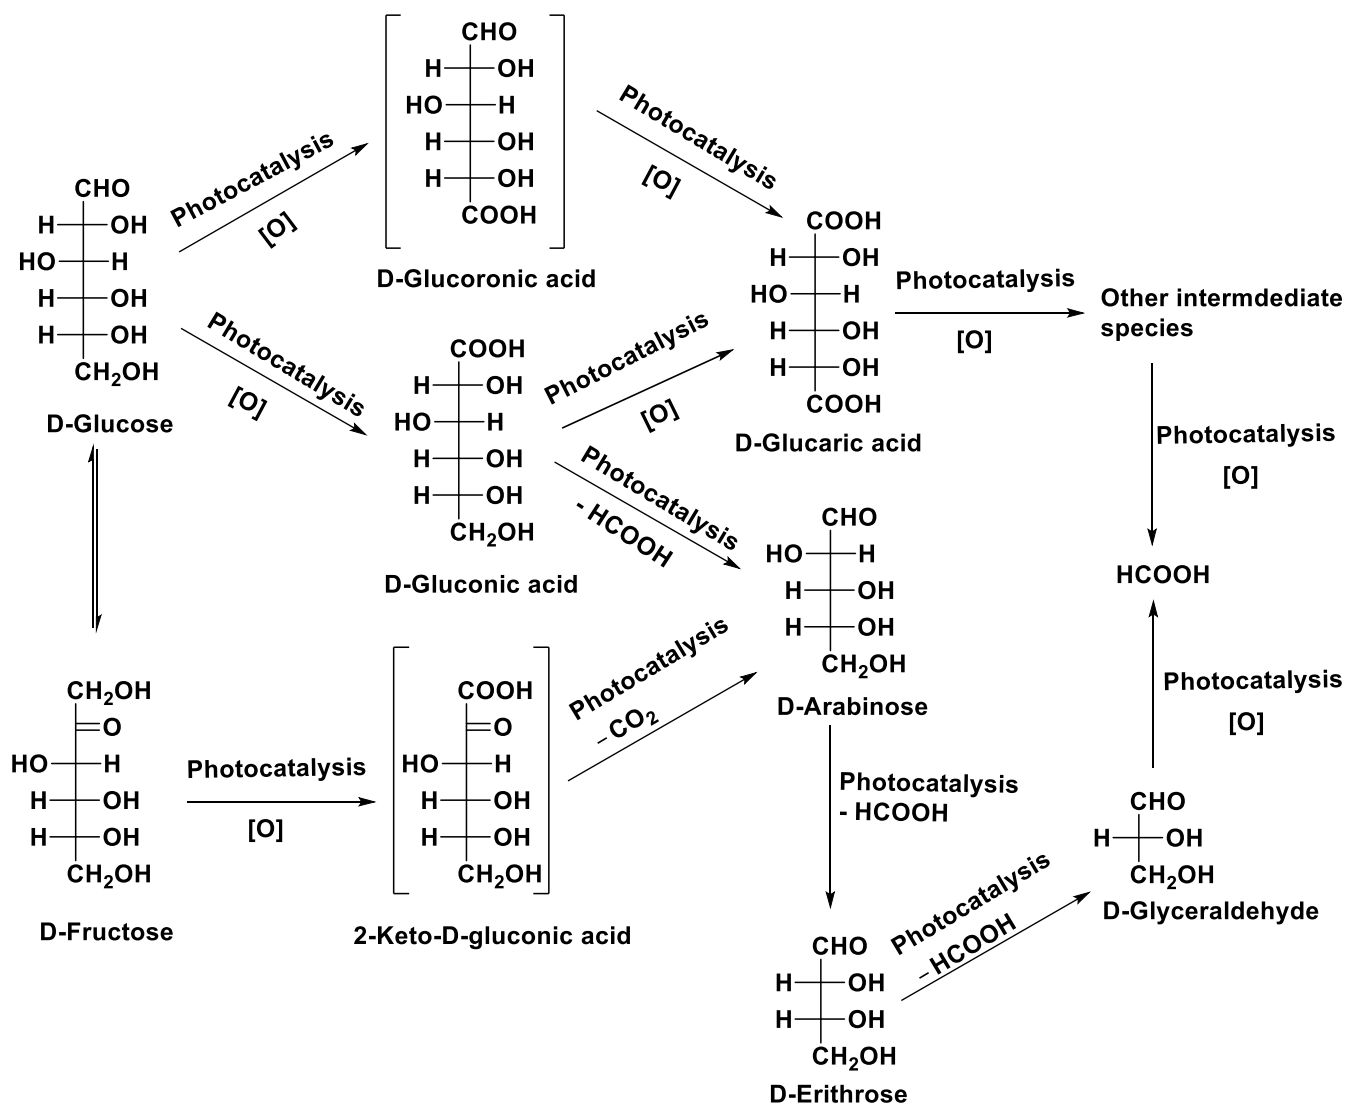 CHO
H OH
HO H
H OH
H OH
CH2OH
D-Glucose
Photocatalysis
[O]
CHO
H OH
HO H
H OH
H OH
COOH
D-Glucoronic acid
Photocatalysis
[O]
Photocatalysis
[O]
COOH
H OH
HO H
H OH
H OH
CH2OH
D-Gluconic acid
Photocatalysis
[O]
COOH
H OH
HO H
H OH
H OH
COOH
D-Glucaric acid
Photocatalysis
[O]
Other intermdediate
species
Photocatalysis
[O]
HCOOH
Photocatalysis
- HCOOH
CHO
HO H
H OH
H OH
CH2OH
D-Arabinose
CH2OH
O
HO H
H OH
H OH
CH2OH
D-Fructose
Photocatalysis
[O]
COOH
O
HO H
H OH
H OH
CH2OH
2-Keto-D-gluconic acid
Photocatalysis
–CO2
Photocatalysis
- HCOOH
CHO
H OH
H OH
CH2OH
D-Erithrose
Photocatalysis
–HCOOH
CHO
H OH
CH2OH
D-Glyceraldehyde
Photocatalysis
[O]